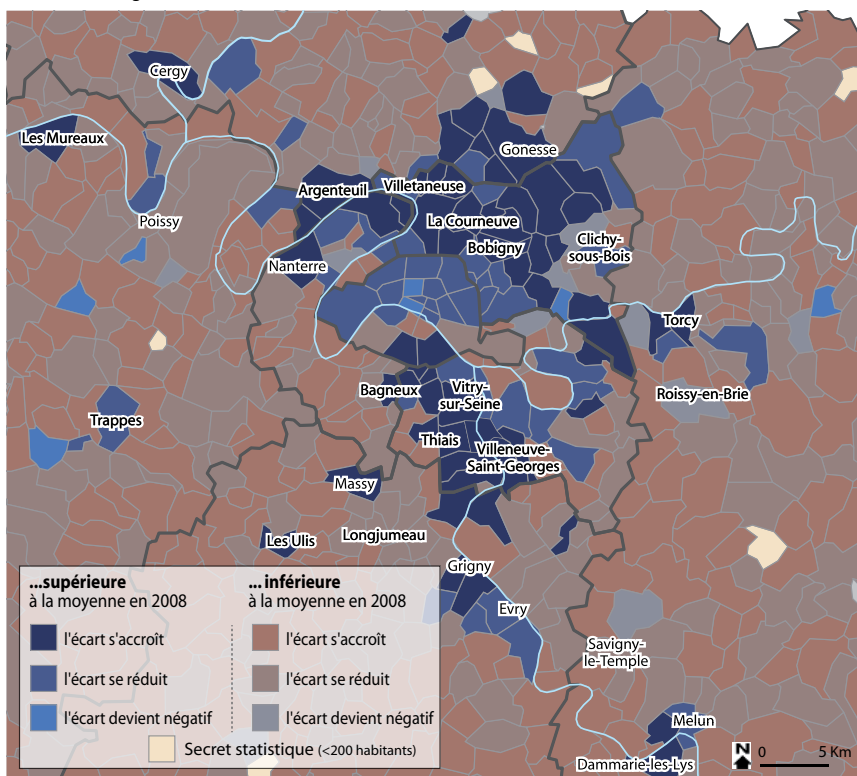 Cergy
Les Mureaux
Gonesse
Argenteuil
Villetaneuse
Poissy
La Courneuve
Bobigny
Clichy-
sous-Bois
Nanterre
Torcy
Bagneux
Vitry-
sur-Seine
Roissy-en-Brie
Trappes
Thiais
Villeneuve-
Saint-Georges
Massy
Les Ulis
Longjumeau
Grigny
Evry
Savigny-
le-Temple
Melun
Dammarie-les-Lys
...supérieure
à la moyenne en 2008
l'écart s'accroît
l'écart se réduit
l'écart devient négatif
...inférieure
à la moyenne en 2008
l'écart s'accroît
l'écart se réduit
l'écart devient négatif
Secret statistique (<200 habitants)
N
0 5 Km